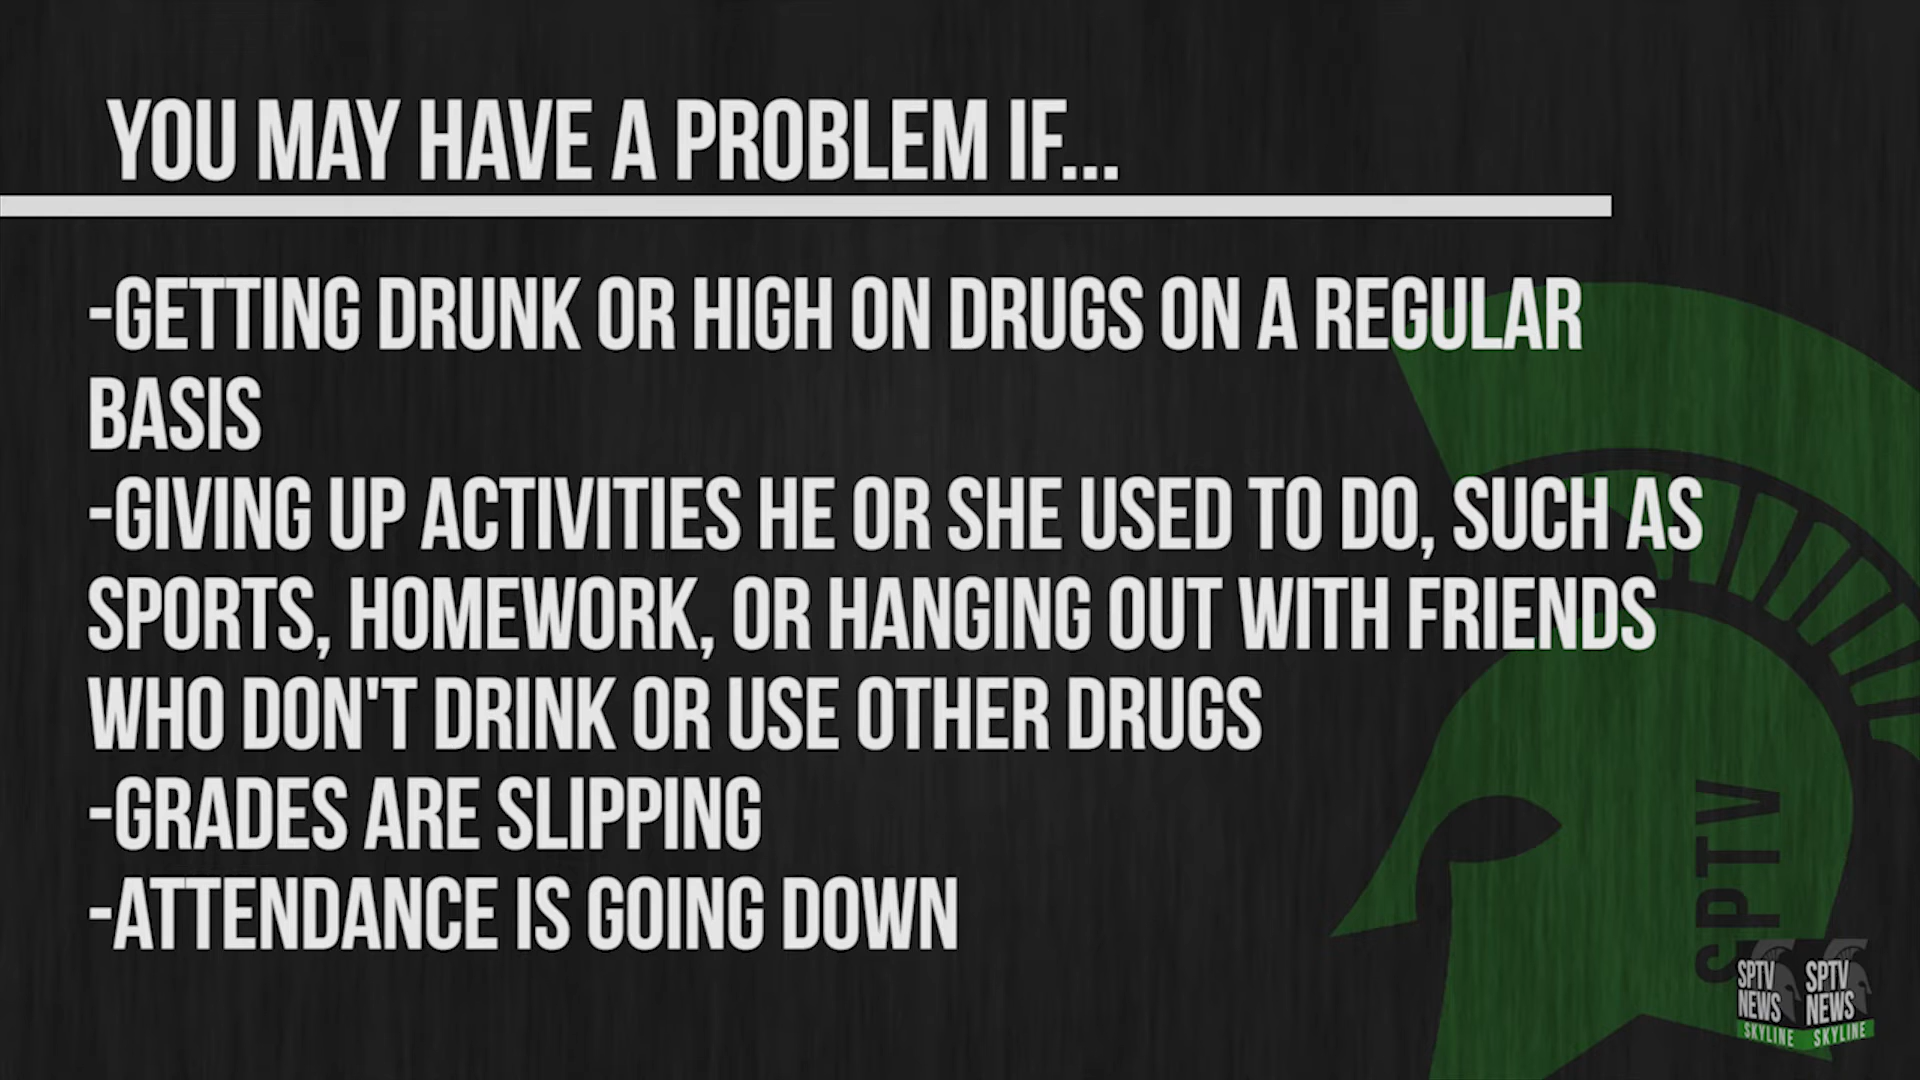 YOU MAY HAVE A PROBLEM IF...
-GETTING DRUNK OR HIGH ON DRUGS ON A REGULAR
BASIS
-GIVING UP ACTIVITIES HE OR SHE USED TO DO, SUCH AS
SPORTS, HOMEWORK, OR HANGING OUT WITH FRIENDS
WHO DON'T DRINK OR USE OTHER DRUGS
-GRADES ARE SLIPPING
-ATTENDANCE IS GOING DOWN
SPTV
SPTV
NEWS
SKYLINE
SPTV
NEWS
SKYLINE